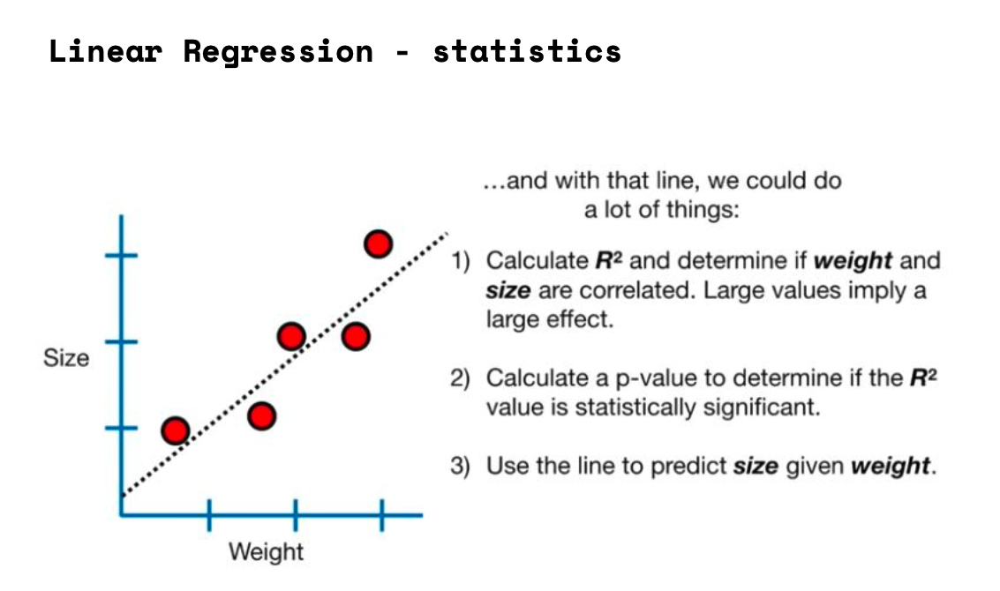 Linear Regression - statistics
...and with that line, we could do
a lot of things:
1) Calculate R² and determine if weight and
size are correlated. Large values imply a
large effect.
2) Calculate a p-value to determine if the R²
value is statistically significant.
3) Use the line to predict size given weight.
Size
Weight